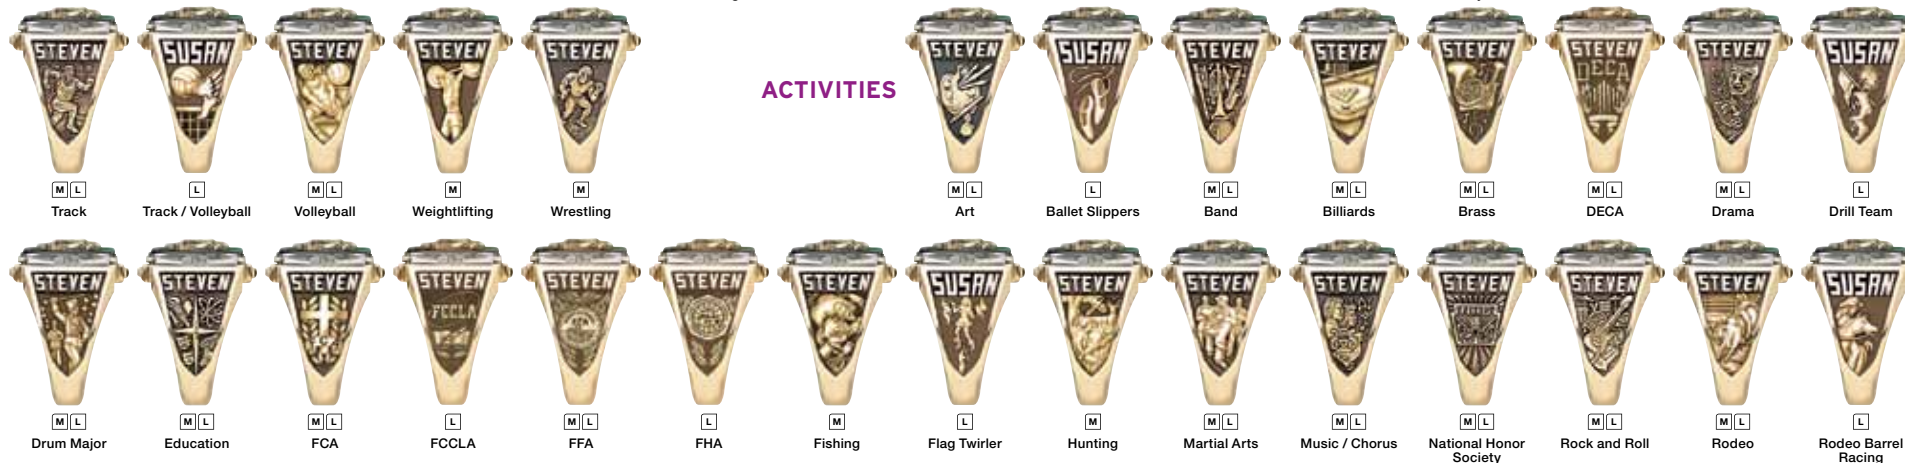 STEVEN SUSAN STEVEN STEVEN STEVEN STEVEN SUSAN STEVEN STEVEN STEVEN STEVEN STEVEN SUSAN
ACTIVITIES
DECA
M L L M L M M M L L M L M L M L M L M L L
Track Track / Volleyball Volleyball Weightlifting Wrestling Art Ballet Slippers Band Billiards Brass DECA Drama Drill Team
STEVEN STEVEN STEVEN STEVEN STEVEN STEVEN STEVEN SUSAN STEVEN STEVEN STEVEN STEVEN STEVEN STEVEN SUSAN
FCCLA
M L M L M L L M L L M L M M L M L M L M L M L L
Drum Major Education FCA FCCLA FFA FHA Fishing Flag Twirler Hunting Martial Arts Music / Chorus National Honor Society Rock and Roll Rodeo Rodeo Barrel Racing